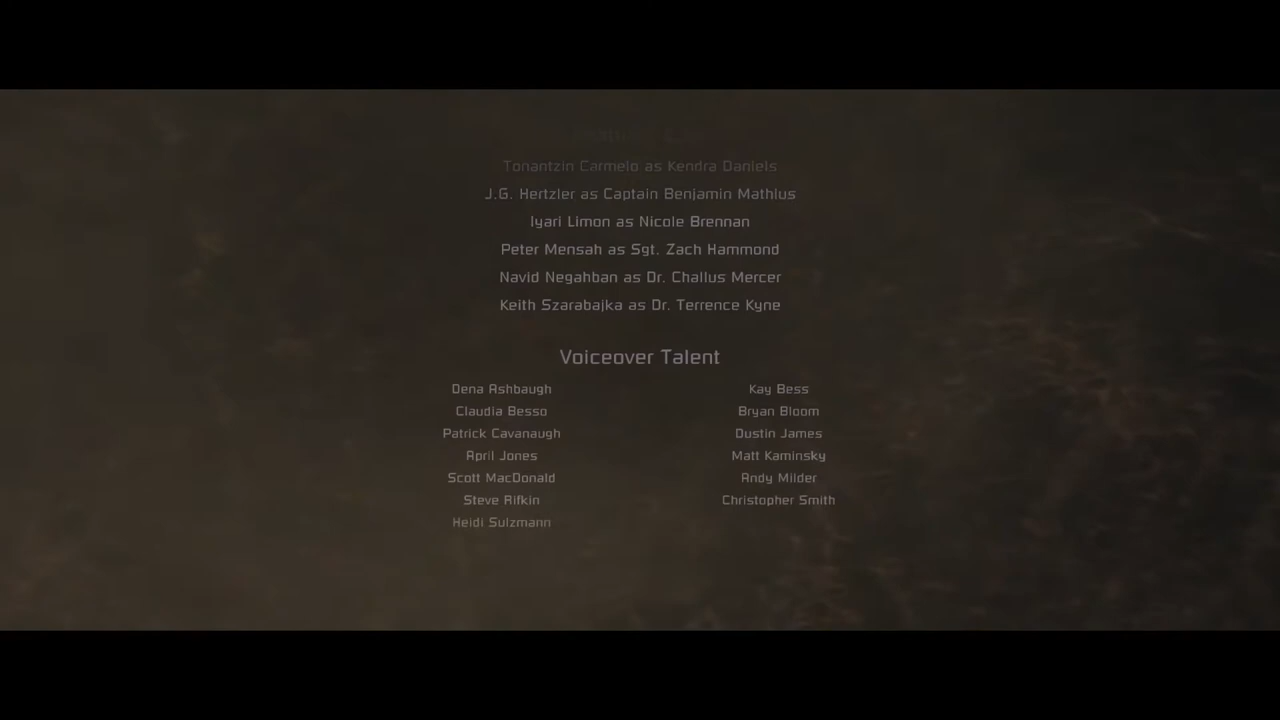 Tonantzin Carmelo as Kendra Daniels
J.G. Hertzler as Captain Benjamin Mathius
Iyari Limon as Nicole Brennan
Peter Mensah as Sgt. Zach Hammond
Navid Negahban as Dr. Challus Mercer
Keith Szarabajka as Dr. Terrence Kyne
Voiceover Talent
Dena Ashbaugh
Kay Bess
Claudia Besso
Bryan Bloom
Patrick Cavanaugh
Dustin James
April Jones
Matt Kaminsky
Scott MacDonald
Andy Milder
Steve Rifkin
Christopher Smith
Heidi Sulzmann